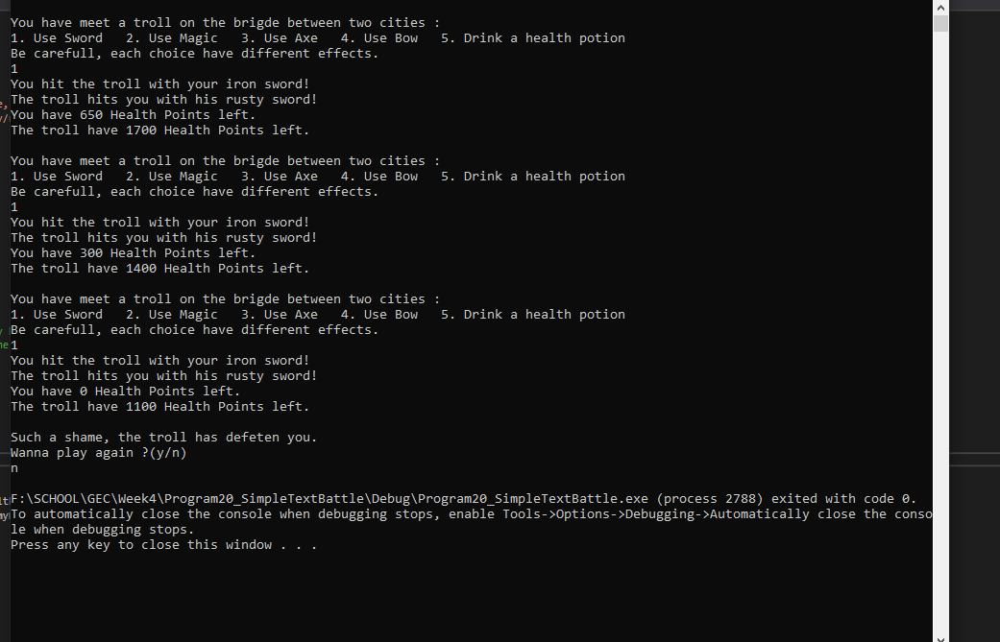 You have meet a troll on the brigde between two cities :
1. Use Sword   2. Use Magic   3. Use Axe   4. Use Bow   5. Drink a health potion
Be carefull, each choice have different effects.
1
You hit the troll with your iron sword!
The troll hits you with his rusty sword!
You have 650 Health Points left.
The troll have 1700 Health Points left.

You have meet a troll on the brigde between two cities :
1. Use Sword   2. Use Magic   3. Use Axe   4. Use Bow   5. Drink a health potion
Be carefull, each choice have different effects.
1
You hit the troll with your iron sword!
The troll hits you with his rusty sword!
You have 300 Health Points left.
The troll have 1400 Health Points left.

You have meet a troll on the brigde between two cities :
1. Use Sword   2. Use Magic   3. Use Axe   4. Use Bow   5. Drink a health potion
Be carefull, each choice have different effects.
1
You hit the troll with your iron sword!
The troll hits you with his rusty sword!
You have 0 Health Points left.
The troll have 1100 Health Points left.

Such a shame, the troll has defeten you.
Wanna play again ?(y/n)
n

F:\SCHOOL\GEC\Week4\Program20_SimpleTextBattle\Debug\Program20_SimpleTextBattle.exe (process 2788) exited with code 0.
To automatically close the console when debugging stops, enable Tools->Options->Debugging->Automatically close the conso
le when debugging stops.
Press any key to close this window . . .